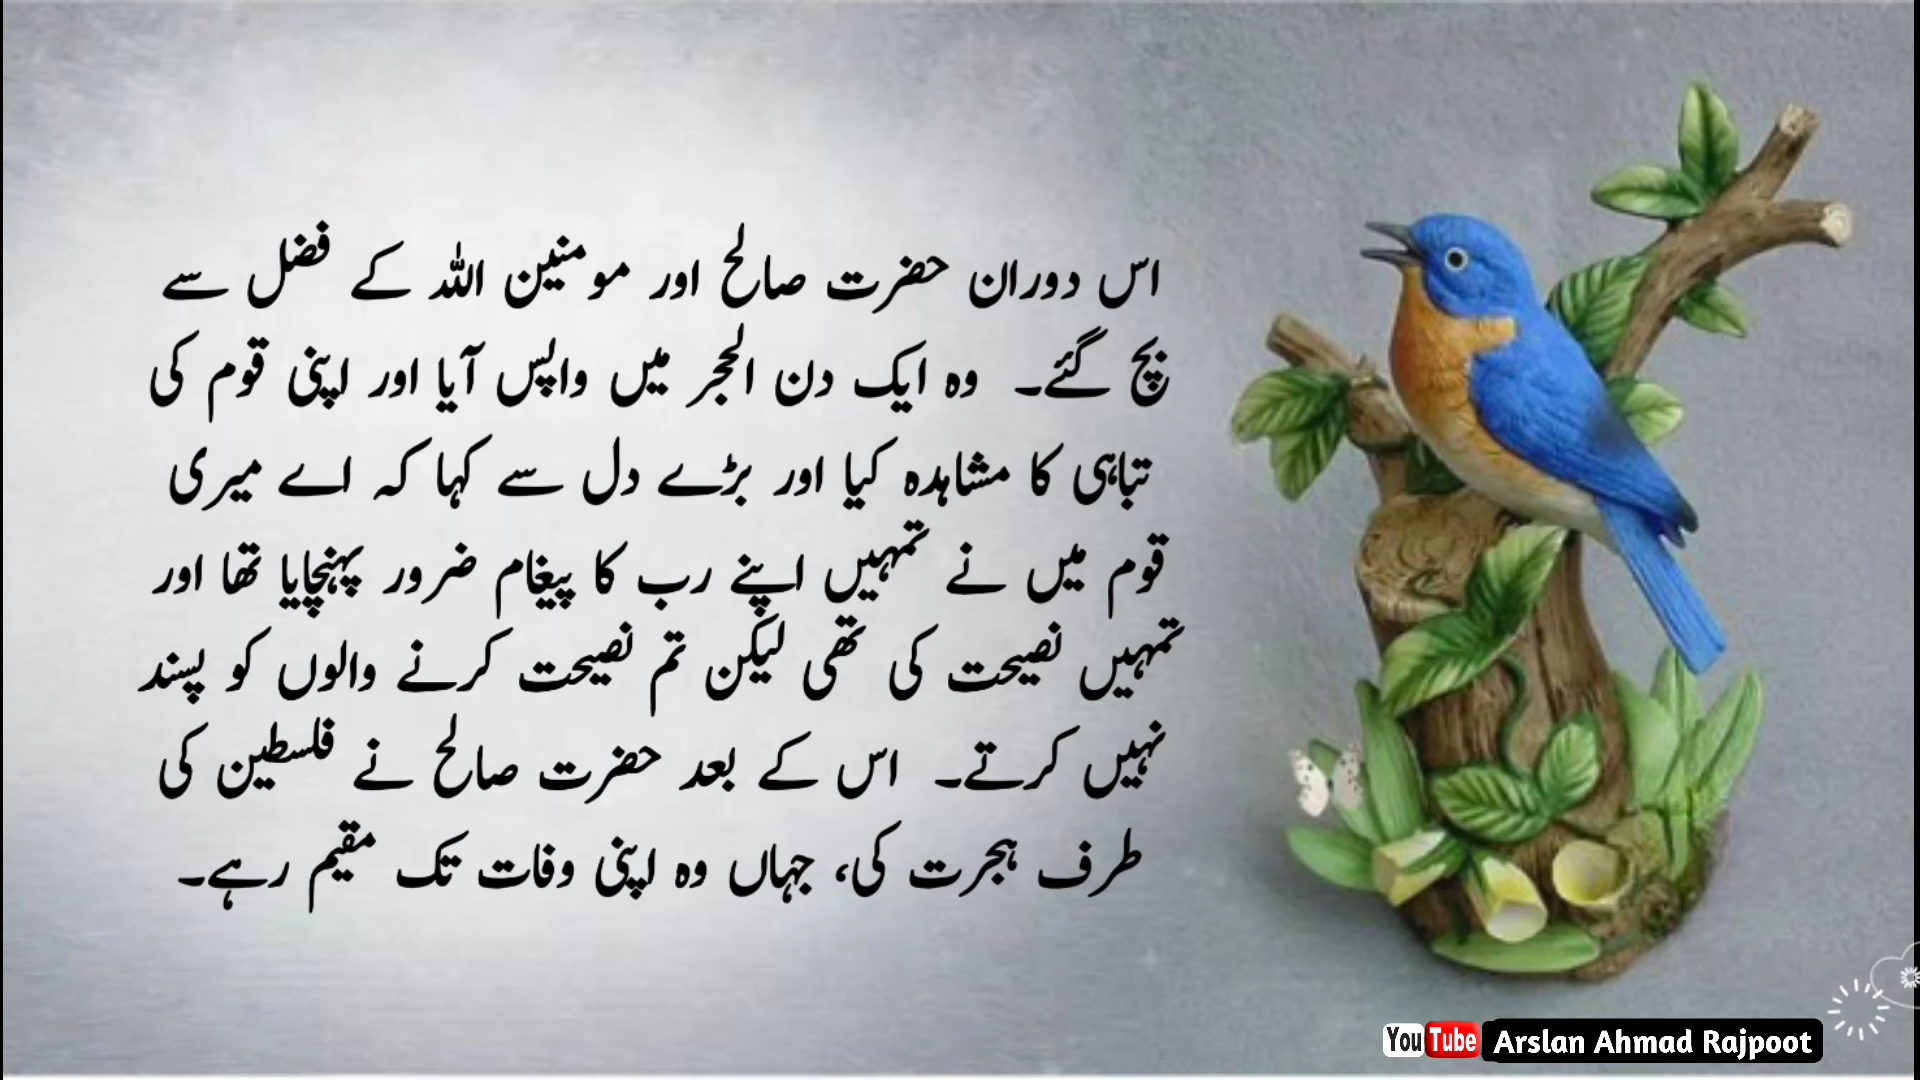 اس دوران حضرت صالح اور مومنین اللہ کے فضل سے
بچ گئے۔ وہ ایک دن الحجر میں واپس آیا اور اپنی قوم کی
تباہی کا مشاہدہ کیا اور بڑے دل سے کہا کہ اے میری
قوم میں نے تمہیں اپنے رب کا پیغام ضرور پہنچایا تھا اور
تمہیں نصیحت کی تھی لیکن تم نصیحت کرنے والوں کو پسند
نہیں کرتے۔ اس کے بعد حضرت صالح نے فلسطین کی
طرف ہجرت کی، جہاں وہ اپنی وفات تک مقیم رہے۔
YouTube Arslan Ahmad Rajpoot